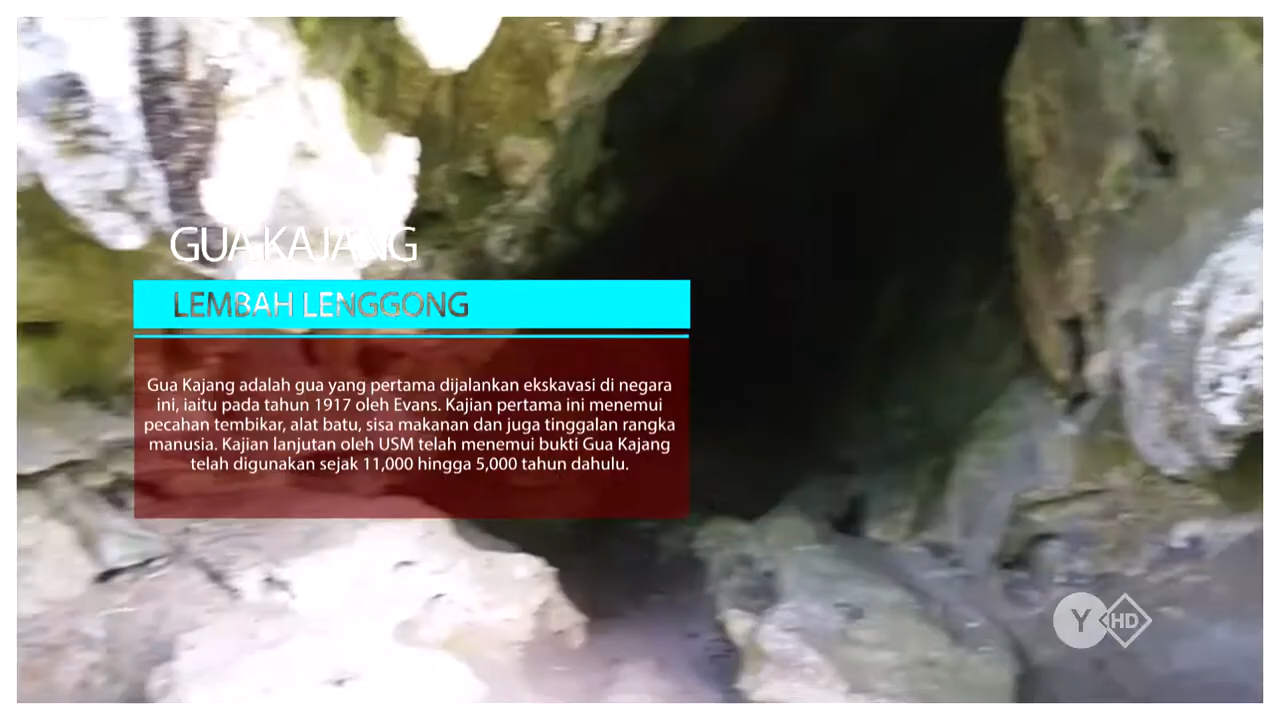 GUA KAJANG
LEMBAH LENGGONG
Gua Kajang adalah gua yang pertama dijalankan ekskavasi di negara
ini, iaitu pada tahun 1917 oleh Evans. Kajian pertama ini menemui
pecahan tembikar, alat batu, sisa makanan dan juga tinggalan rangka
manusia. Kajian lanjutan oleh USM telah menemui bukti Gua Kajang
telah digunakan sejak 11,000 hingga 5,000 tahun dahulu.
Y HD